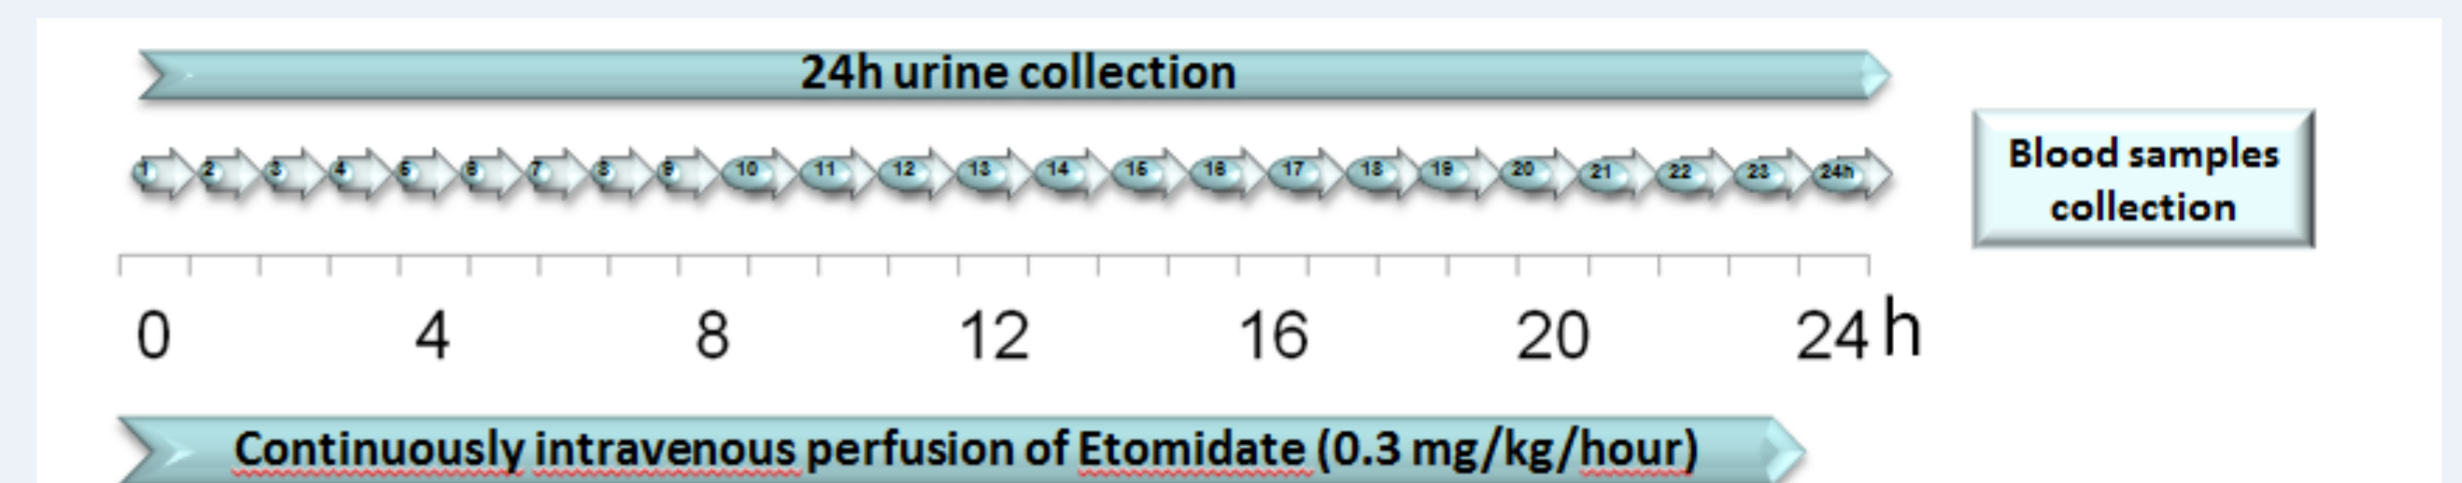 24h urine collection
1 2 3 4 5 6 7 8 9 10 11 12 13 14 15 16 17 18 19 20 21 22 23 24h
Blood samples
collection
0 4 8 12 16 20 24 h
Continuously intravenous perfusion of Etomidate (0.3 mg/kg/hour)